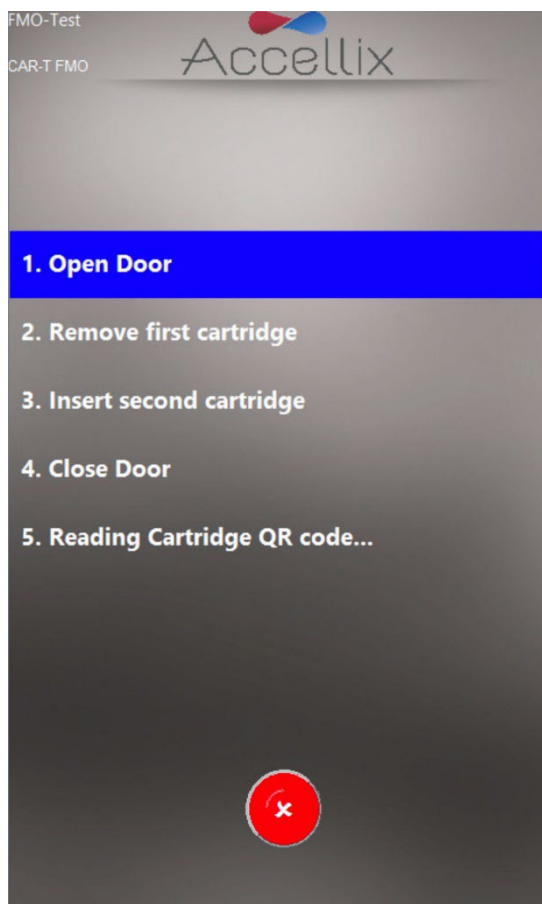 FMO-Test
Accellix
CAR-T FMO
1. Open Door
2. Remove first cartridge
3. Insert second cartridge
4. Close Door
5. Reading Cartridge QR code...